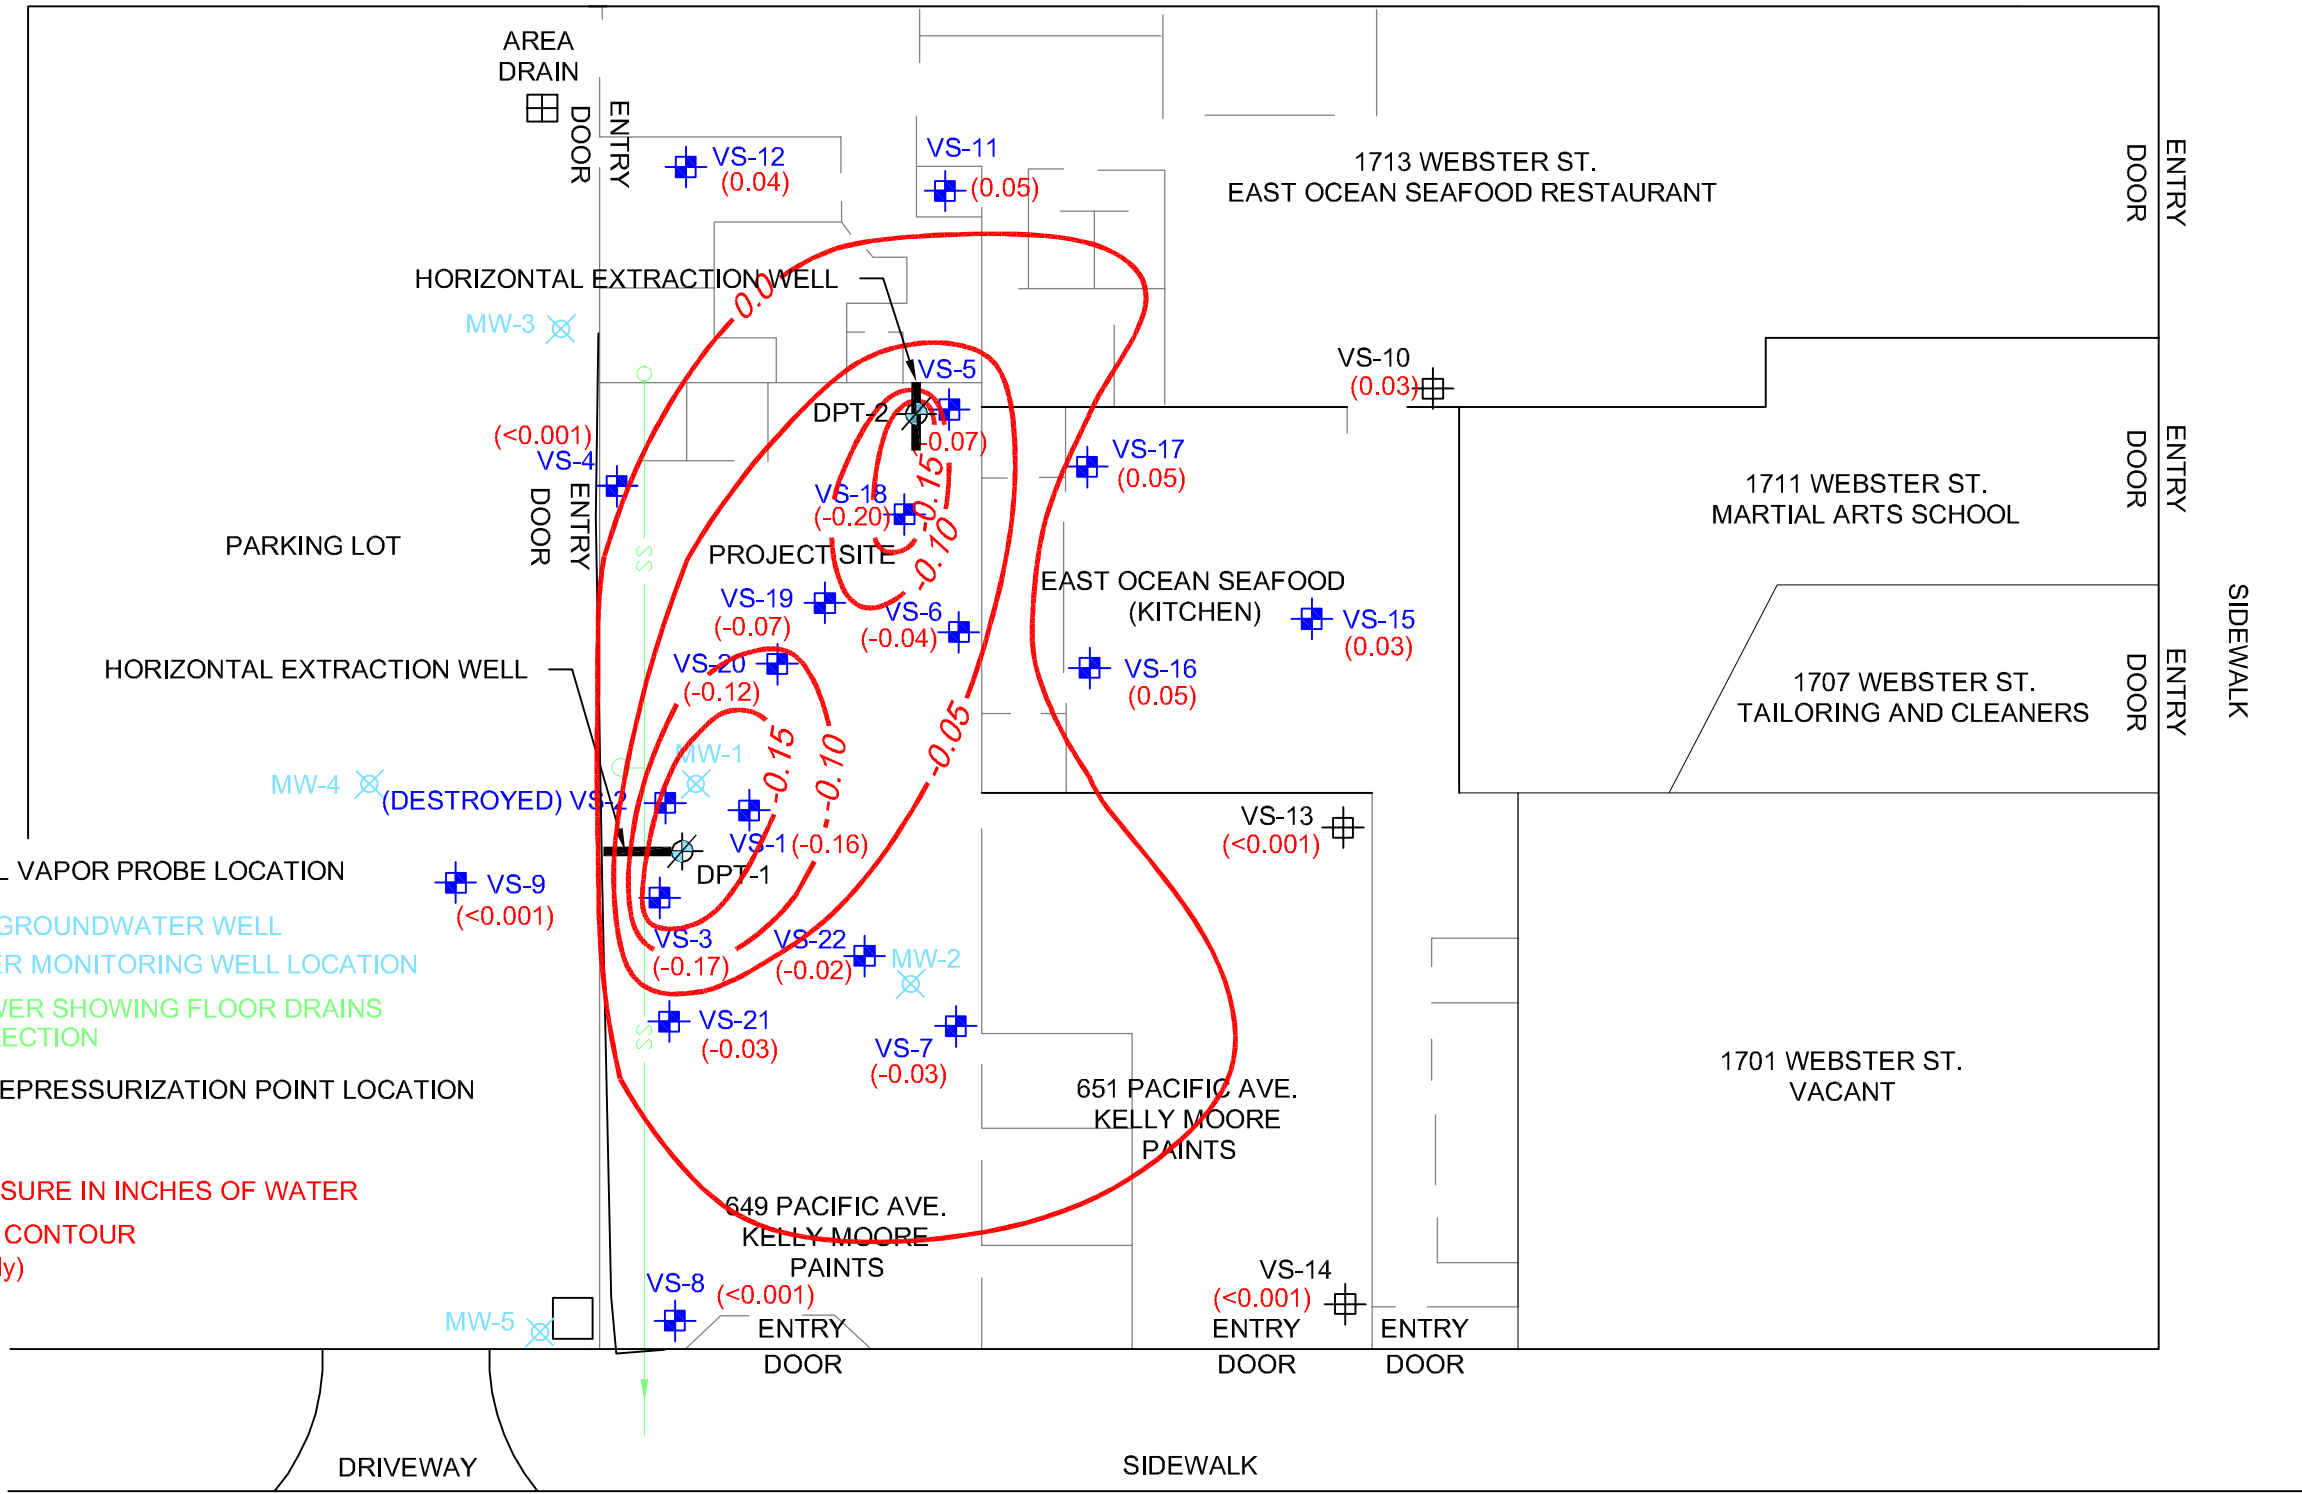 AREA
DRAIN
ENTRY
DOOR
VS-12
(0.04)
VS-11
(0.05)
1713 WEBSTER ST.
EAST OCEAN SEAFOOD RESTAURANT
ENTRY
DOOR
HORIZONTAL EXTRACTION WELL
0.0
MW-3
VS-5
DPT-2
(-0.07)
VS-10
(0.03)
(<0.001)
VS-4
ENTRY
DOOR
VS-17
(0.05)
VS-18
(-0.20)
-0.15
-0.10
1711 WEBSTER ST.
MARTIAL ARTS SCHOOL
ENTRY
DOOR
PARKING LOT
SS
PROJECT SITE
EAST OCEAN SEAFOOD
(KITCHEN)
VS-19
(-0.07)
VS-6
(-0.04)
VS-15
(0.03)
SIDEWALK
HORIZONTAL EXTRACTION WELL
VS-20
(-0.12)
VS-16
(0.05)
1707 WEBSTER ST.
TAILORING AND CLEANERS
ENTRY
DOOR
-0.05
-0.15
-0.10
MW-1
MW-4
(DESTROYED) VS-2
VS-1 (-0.16)
VS-13
(<0.001)
L VAPOR PROBE LOCATION
DPT-1
VS-9
(<0.001)
GROUNDWATER WELL
ER MONITORING WELL LOCATION
VS-3
(-0.17)
VS-22
(-0.02)
MW-2
WER SHOWING FLOOR DRAINS
LECTION
VS-21
(-0.03)
SS
VS-7
(-0.03)
1701 WEBSTER ST.
VACANT
EPRESSURIZATION POINT LOCATION
651 PACIFIC AVE.
KELLY MOORE
PAINTS
SURE IN INCHES OF WATER
CONTOUR
ly)
649 PACIFIC AVE.
KELLY MOORE
PAINTS
VS-8
(<0.001)
VS-14
(<0.001)
MW-5
ENTRY
DOOR
ENTRY
DOOR
ENTRY
DOOR
DRIVEWAY
SIDEWALK